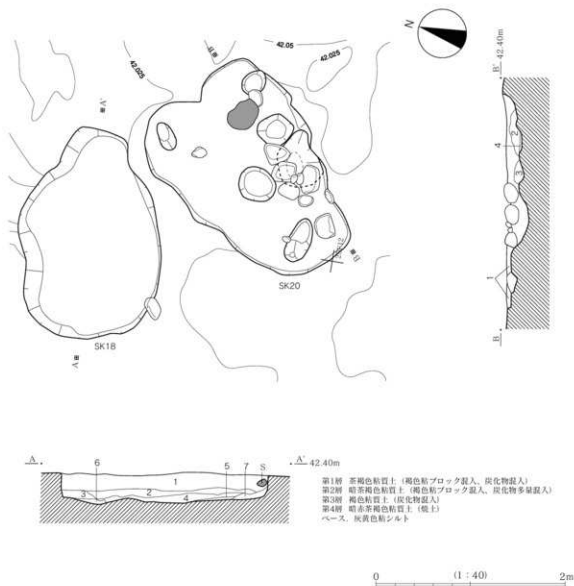 N
B'
42.05
42.025
42.025
B'
42.40m
A'
4
2
3
SK20
B
A
SK18
1
B
A
6
1
5
7
S
A'
42.40m
3
2
4
第1層 茶褐色粘質土（褐色粘ブロック混入、炭化物混入）
第2層 暗茶褐色粘質土（褐色粘ブロック混入、炭化物多量混入）
第3層 褐色粘質土（炭化物混入）
第4層 暗赤茶褐色粘質土（焼土）
ベース．灰黄色粘シルト
0
(1：40)
2m